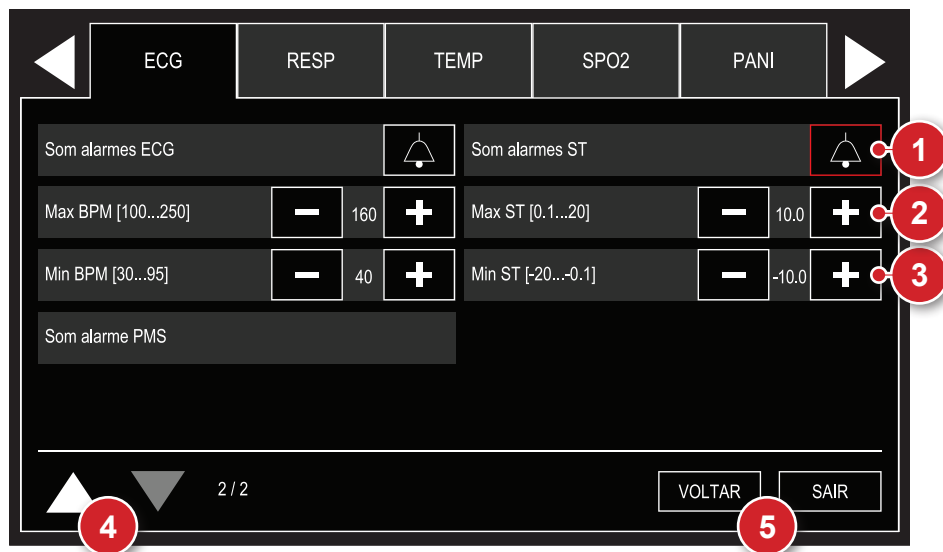 ECG RESP TEMP SPO2 PANI
Som alarmes ECG Som alarmes ST 1
Max BPM [100...250] 160 Max ST [0.1...20] 10.0 2
Min BPM [30...95] 40 Min ST [-20...-0.1] -10.0 3
Som alarme PMS
2 / 2 VOLTAR SAIR
4 5